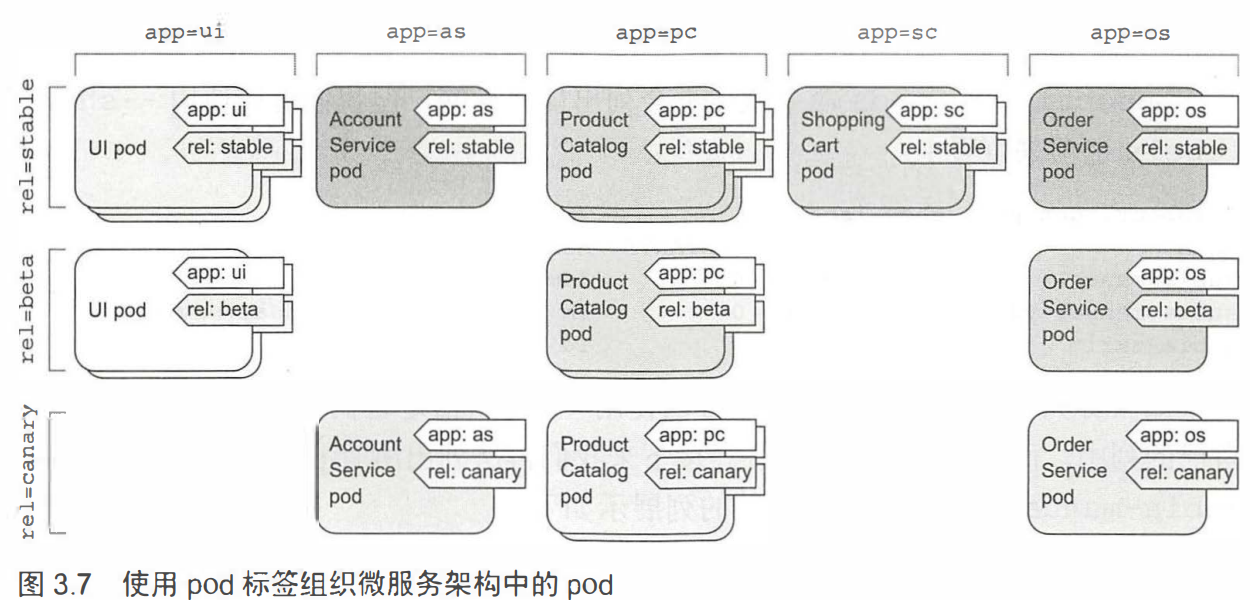 app=ui
app=as
app=pc
app=sc
app=os
rel=stable
UI pod
app: ui
rel: stable
Account
Service
pod
app: as
rel: stable
Product
Catalog
pod
app: pc
rel: stable
Shopping
Cart
pod
app: sc
rel: stable
Order
Service
pod
app: os
rel: stable
rel=beta
UI pod
app: ui
rel: beta
Product
Catalog
pod
app: pc
rel: beta
Order
Service
pod
app: os
rel: beta
rel=canary
Account
Service
pod
app: as
rel: canary
Product
Catalog
pod
app: pc
rel: canary
Order
Service
pod
app: os
rel: canary
图 3.7 使用 pod 标签组织微服务架构中的 pod